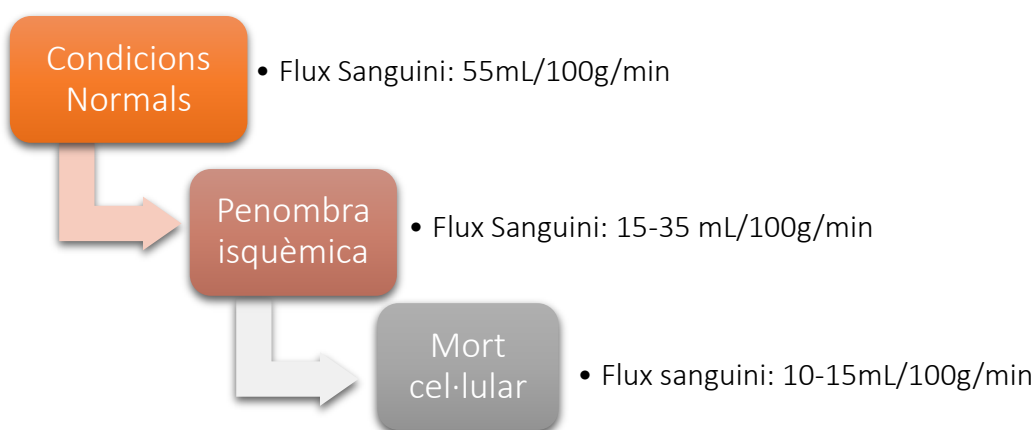 Condicions
Normals
• Flux Sanguini: 55mL/100g/min
Penombra
isquèmica
• Flux Sanguini: 15-35 mL/100g/min
Mort
cel·lular
• Flux sanguini: 10-15mL/100g/min